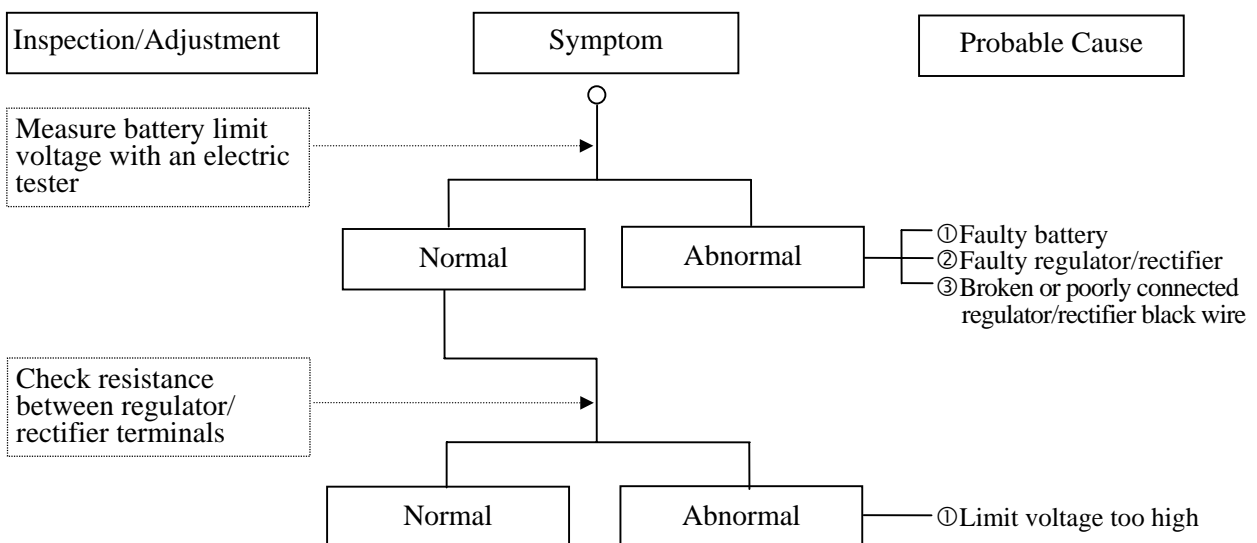 Inspection/Adjustment
Symptom
Probable Cause
Measure battery limit
voltage with an electric
tester
Normal
Abnormal
①Faulty battery
②Faulty regulator/rectifier
③Broken or poorly connected
regulator/rectifier black wire
Check resistance
between regulator/
rectifier terminals
Normal
Abnormal
①Limit voltage too high